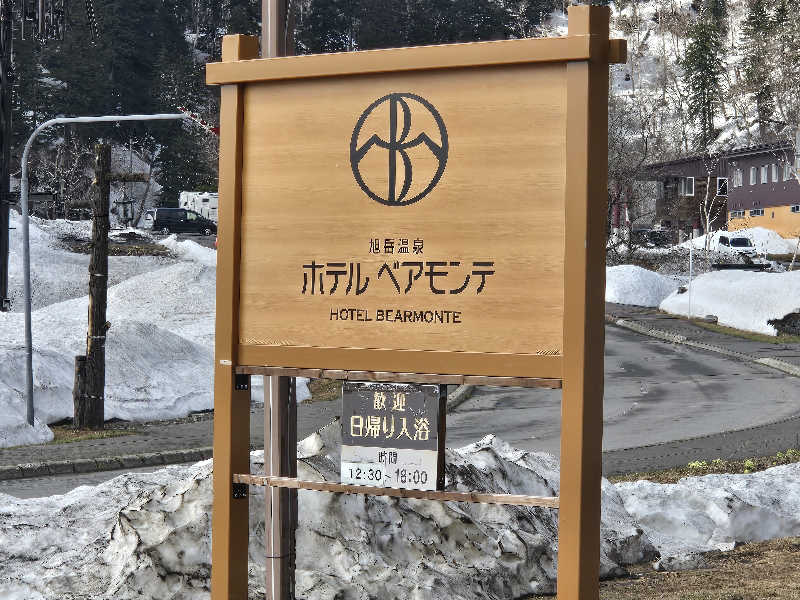 旭岳温泉
ホテル ベアモンテ
HOTEL BEARMONTE
歓迎
日帰り入浴
時間
12:30~18:00